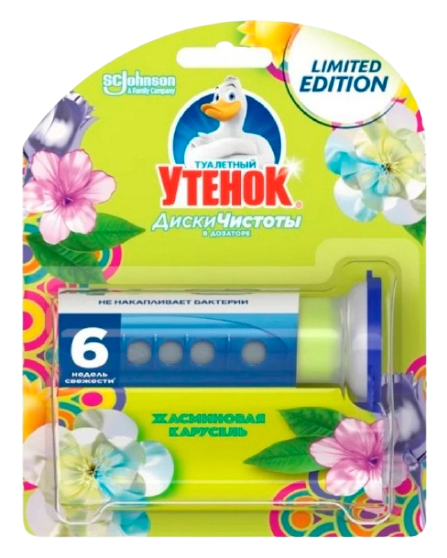 SC Johnson
A Family Company
LIMITED
EDITION
ТУАЛЕТНЫЙ
УТЕНОК.
ДискиЧистоты
В ДОЗАТОРЕ
НЕ НАКАПЛИВАЕТ БАКТЕРИИ
6
недель
свежести
ЖАСМИНОВАЯ
КАРУСЕЛЬ